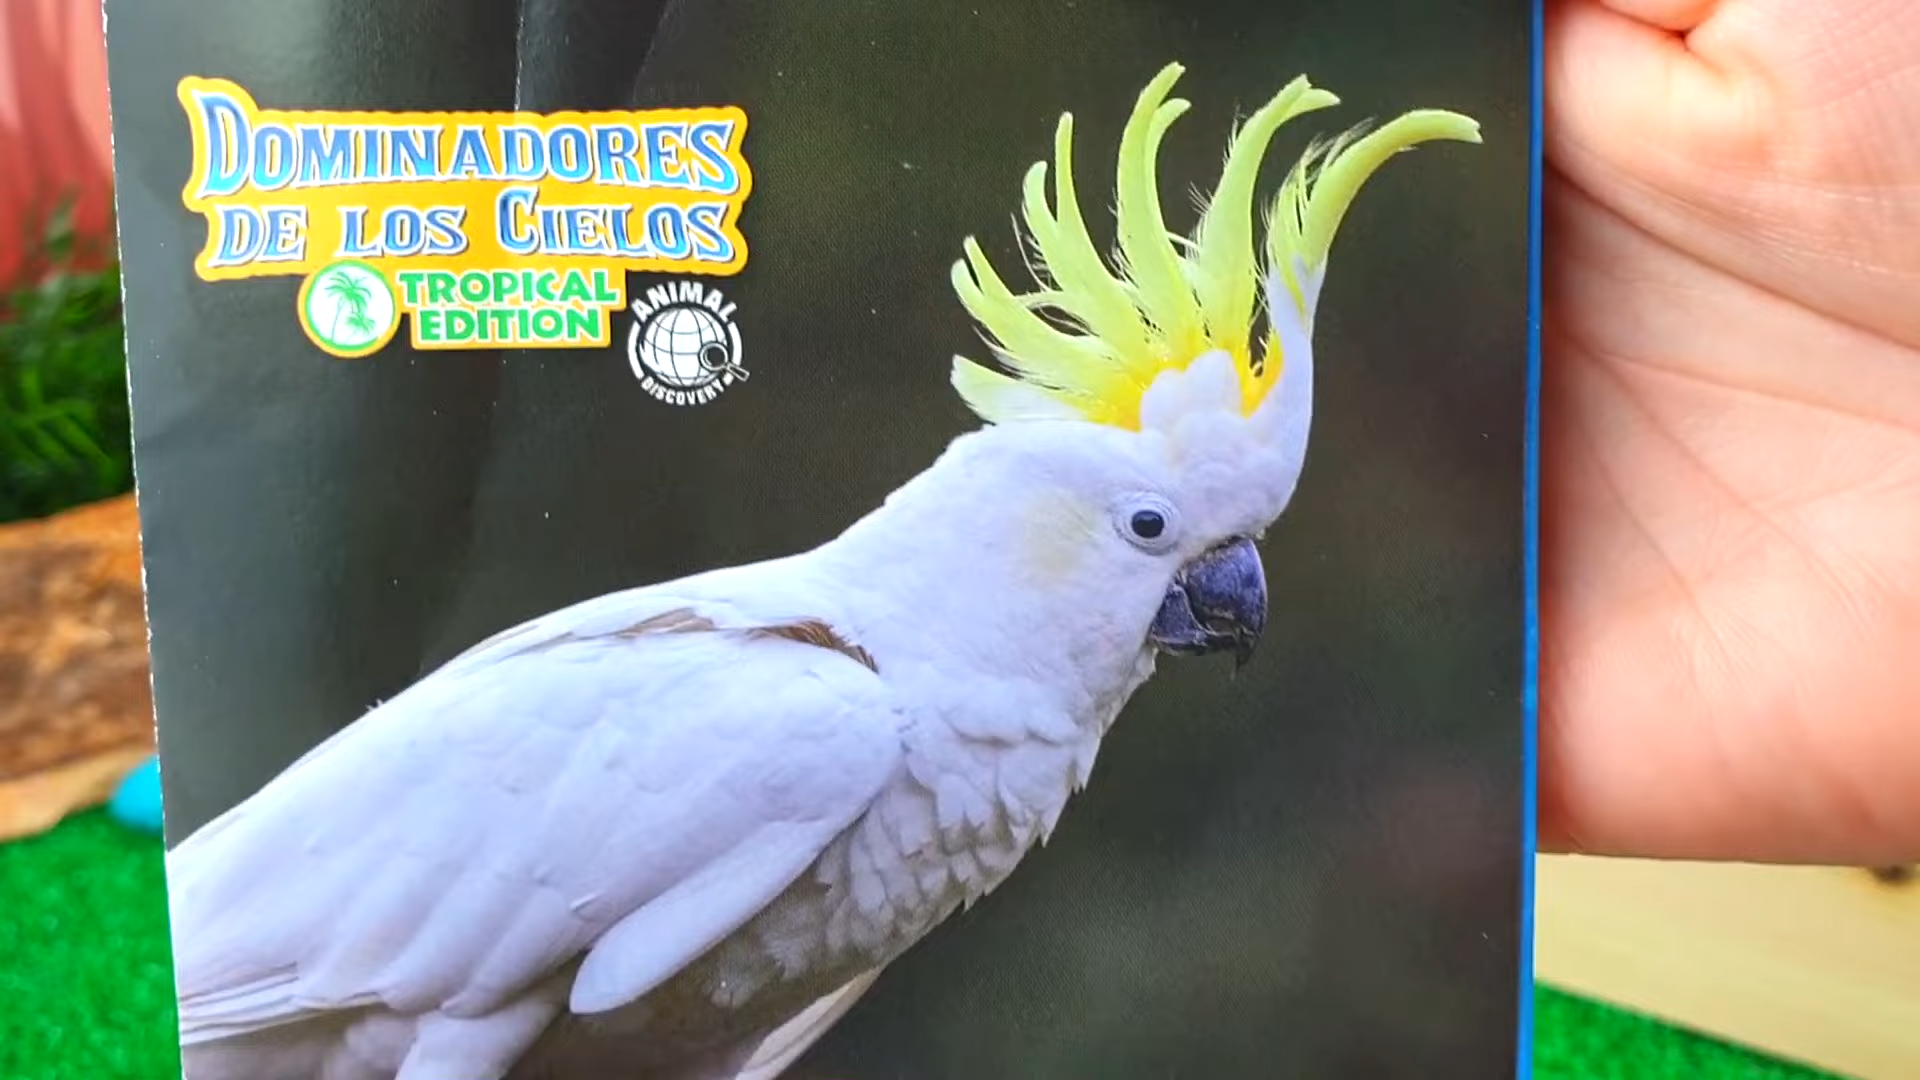 DOMINADORES
DE LOS CIELOS
TROPICAL
EDITION
ANIMAL
DISCOVERY